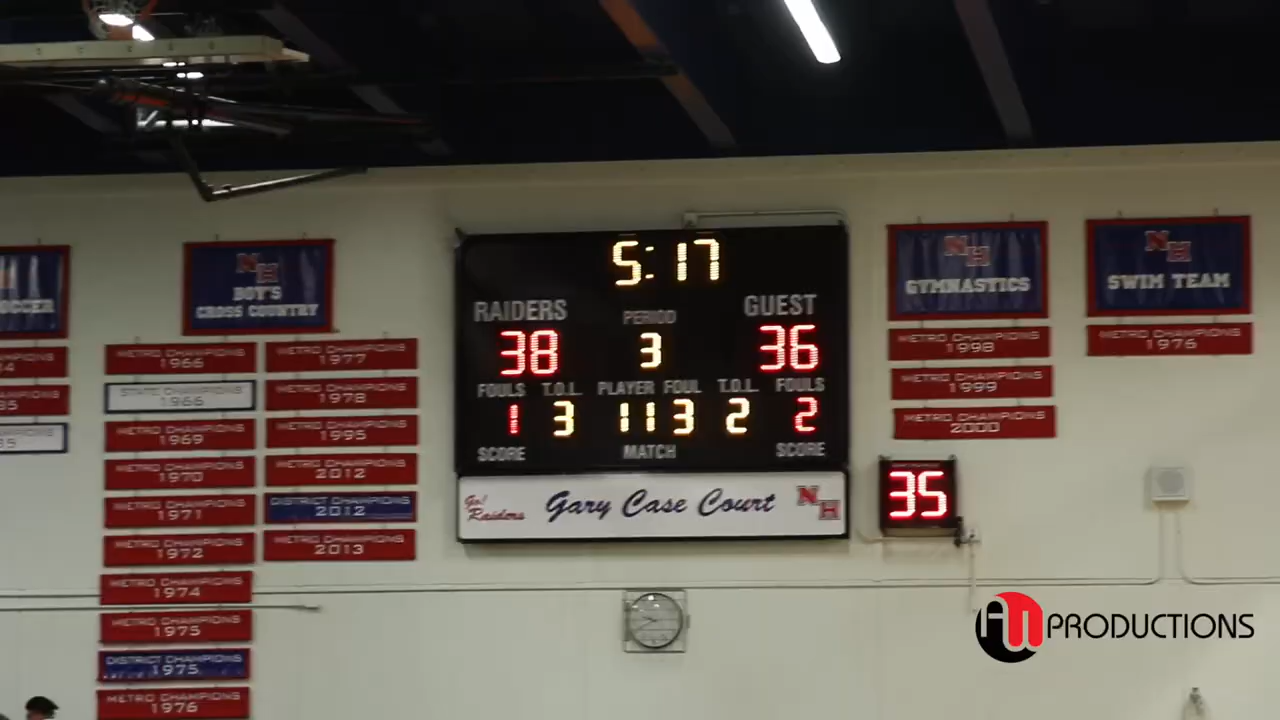 5:17
RAIDERS
GUEST
PERIOD
38
3
36
FOULS T.O.L. PLAYER FOUL T.O.L. FOULS
1 3 11 3 2 2
SCORE MATCH SCORE
Go! Raiders
Gary Case Court
NH
35
OCCER
NH
BOY'S
CROSS COUNTRY
METRO CHAMPIONS
1966
STATE CHAMPIONS
1966
METRO CHAMPIONS
1969
METRO CHAMPIONS
1970
METRO CHAMPIONS
1971
METRO CHAMPIONS
1972
METRO CHAMPIONS
1974
METRO CHAMPIONS
1975
DISTRICT CHAMPIONS
1975
METRO CHAMPIONS
1976
METRO CHAMPIONS
1977
METRO CHAMPIONS
1978
METRO CHAMPIONS
1995
METRO CHAMPIONS
2012
DISTRICT CHAMPIONS
2012
METRO CHAMPIONS
2013
NH
GYMNASTICS
METRO CHAMPIONS
1998
METRO CHAMPIONS
1999
METRO CHAMPIONS
2000
NH
SWIM TEAM
METRO CHAMPIONS
1976
PRODUCTIONS